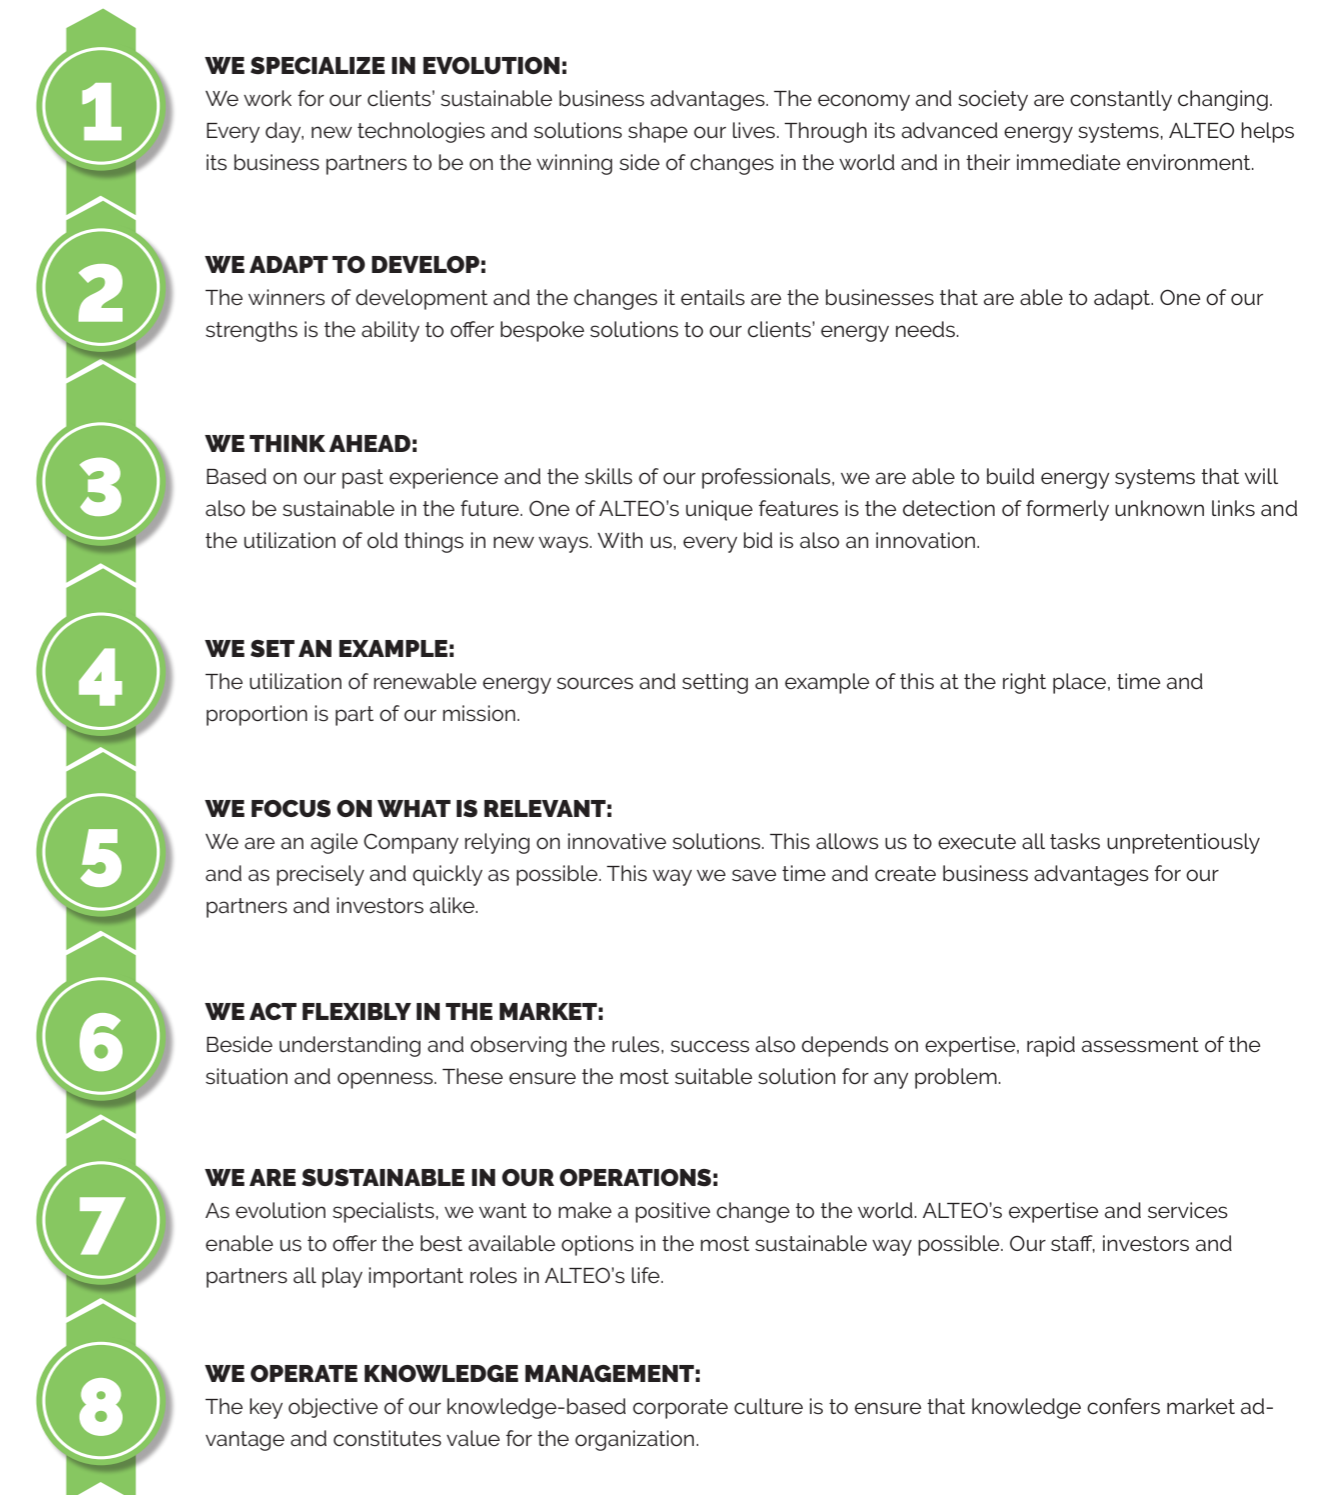 1
WE SPECIALIZE IN EVOLUTION:
We work for our clients' sustainable business advantages. The economy and society are constantly changing.
Every day, new technologies and solutions shape our lives. Through its advanced energy systems, ALTEO helps
its business partners to be on the winning side of changes in the world and in their immediate environment.
2
WE ADAPT TO DEVELOP:
The winners of development and the changes it entails are the businesses that are able to adapt. One of our
strengths is the ability to offer bespoke solutions to our clients' energy needs.
3
WE THINK AHEAD:
Based on our past experience and the skills of our professionals, we are able to build energy systems that will
also be sustainable in the future. One of ALTEO's unique features is the detection of formerly unknown links and
the utilization of old things in new ways. With us, every bid is also an innovation.
4
WE SET AN EXAMPLE:
The utilization of renewable energy sources and setting an example of this at the right place, time and
proportion is part of our mission.
5
WE FOCUS ON WHAT IS RELEVANT:
We are an agile Company relying on innovative solutions. This allows us to execute all tasks unpretentiously
and as precisely and quickly as possible. This way we save time and create business advantages for our
partners and investors alike.
6
WE ACT FLEXIBLY IN THE MARKET:
Beside understanding and observing the rules, success also depends on expertise, rapid assessment of the
situation and openness. These ensure the most suitable solution for any problem.
7
WE ARE SUSTAINABLE IN OUR OPERATIONS:
As evolution specialists, we want to make a positive change to the world. ALTEO's expertise and services
enable us to offer the best available options in the most sustainable way possible. Our staff, investors and
partners all play important roles in ALTEO's life.
8
WE OPERATE KNOWLEDGE MANAGEMENT:
The key objective of our knowledge-based corporate culture is to ensure that knowledge confers market ad-
vantage and constitutes value for the organization.